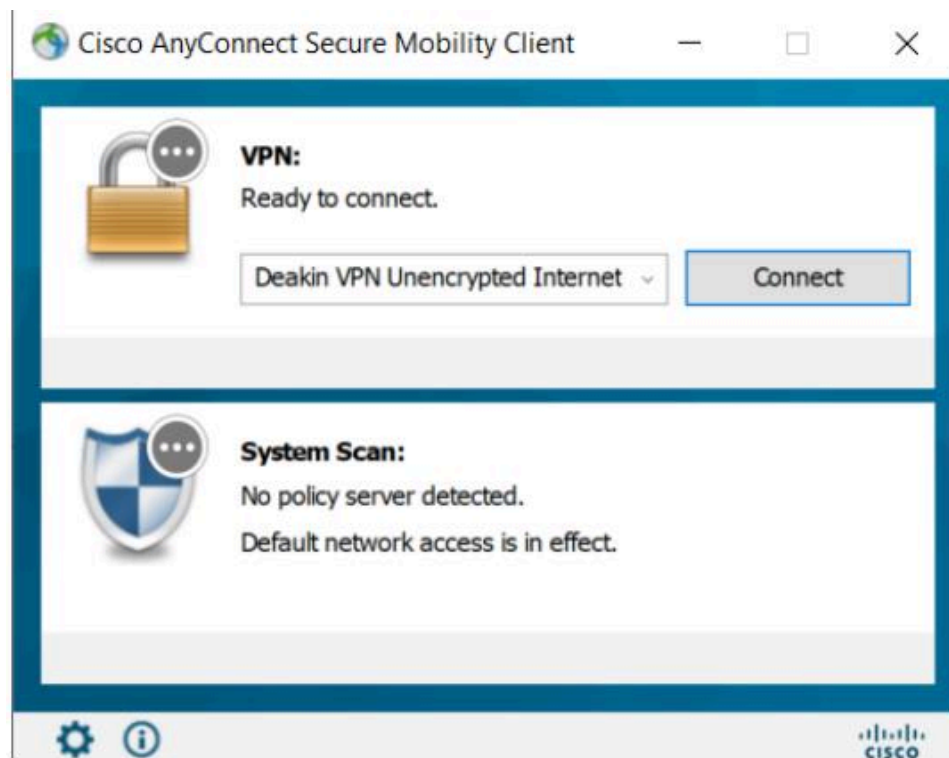 Cisco AnyConnect Secure Mobility Client
VPN:
Ready to connect.
Deakin VPN Unencrypted Internet
Connect
System Scan:
No policy server detected.
Default network access is in effect.
CISCO